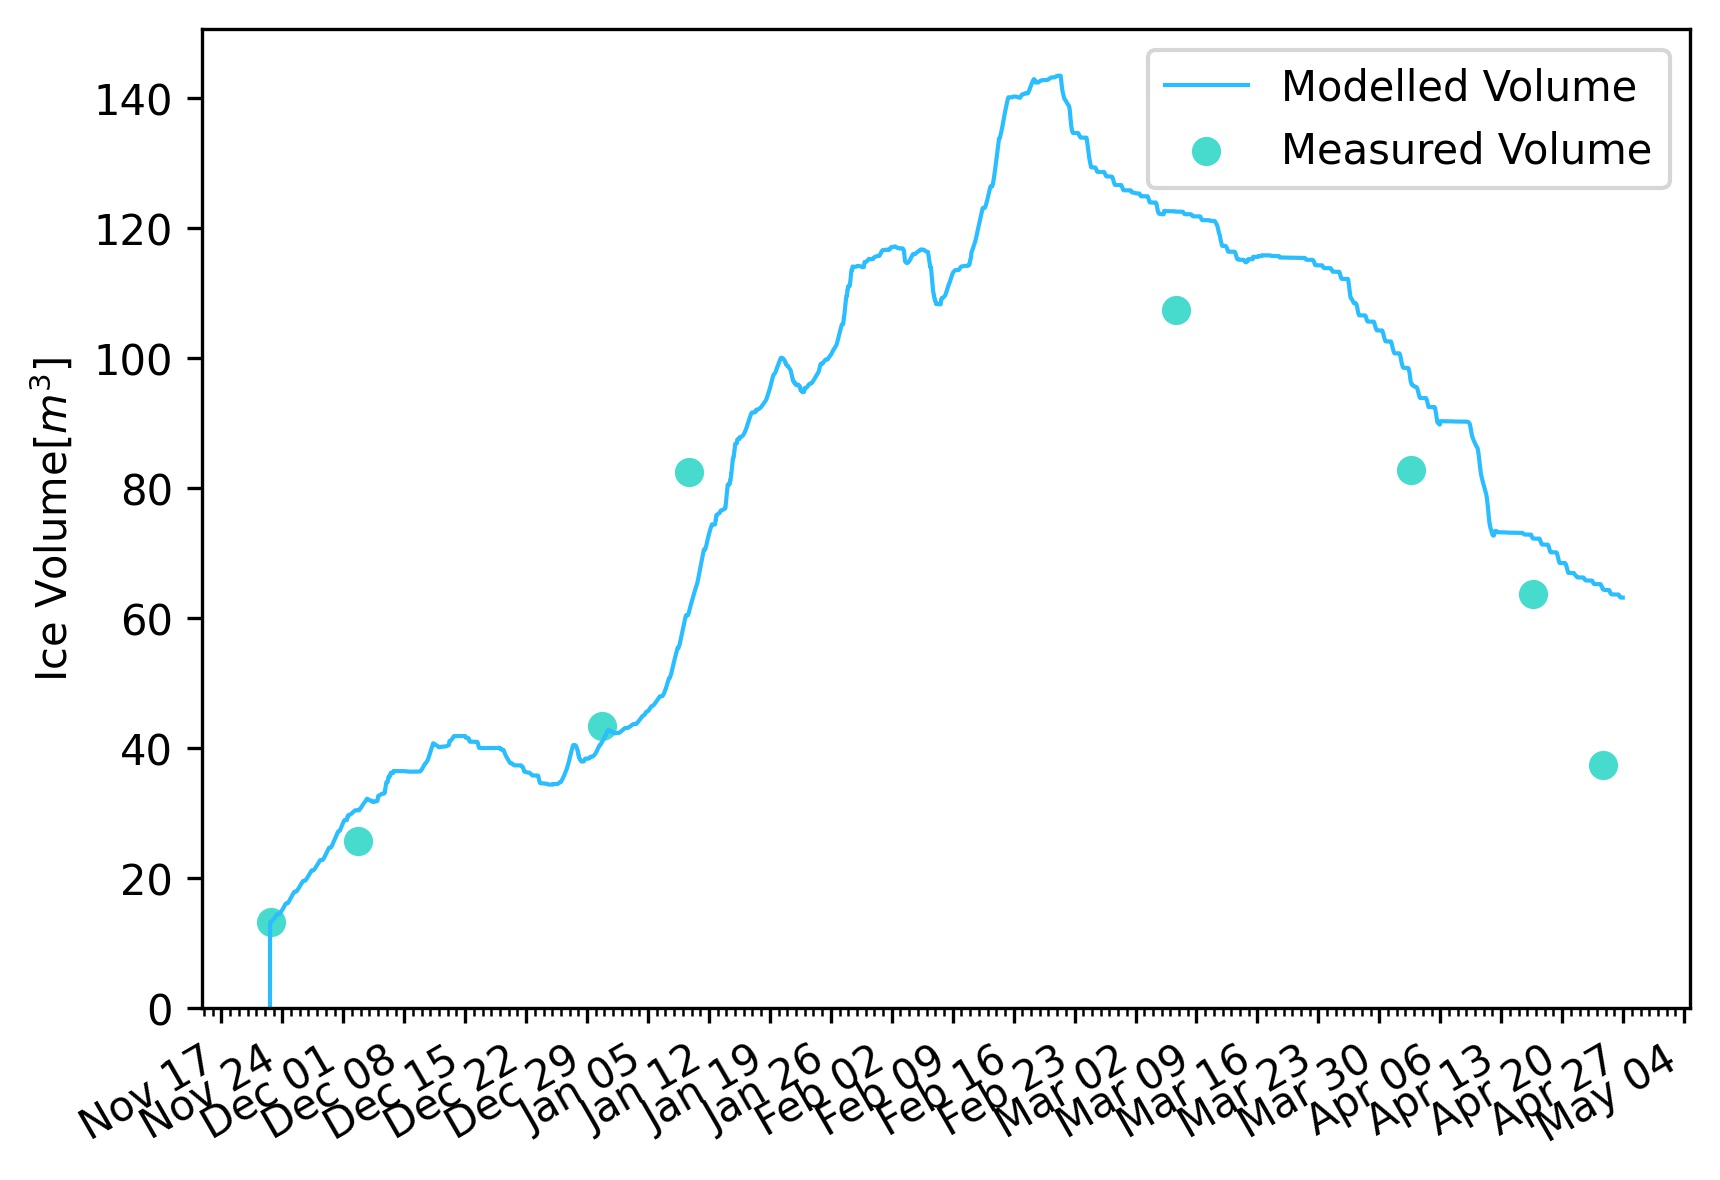 Modelled Volume
Measured Volume
Ice Volume[m³]
140
120
100
80
60
40
20
0
Nov 17
Nov 24
Dec 01
Dec 08
Dec 15
Dec 22
Dec 29
Jan 05
Jan 12
Jan 19
Jan 26
Feb 02
Feb 09
Feb 16
Feb 23
Mar 02
Mar 09
Mar 16
Mar 23
Mar 30
Apr 06
Apr 13
Apr 20
Apr 27
May 04